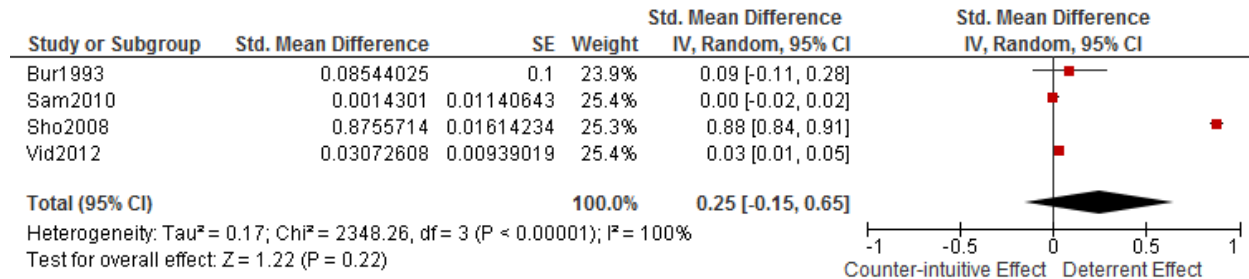 Std. Mean Difference Std. Mean Difference
Study or Subgroup Std. Mean Difference SE Weight IV, Random, 95% CI IV, Random, 95% CI
Bur1993 0.08544025 0.1 23.9% 0.09 [-0.11, 0.28]
Sam2010 0.0014301 0.01140643 25.4% 0.00 [-0.02, 0.02]
Sho2008 0.8755714 0.01614234 25.3% 0.88 [0.84, 0.91]
Vid2012 0.03072608 0.00939019 25.4% 0.03 [0.01, 0.05]
Total (95% CI) 100.0% 0.25 [-0.15, 0.65]
Heterogeneity: Tau² = 0.17; Chi² = 2348.26, df = 3 (P < 0.00001); I² = 100%
Test for overall effect: Z = 1.22 (P = 0.22)
-1 -0.5 0 0.5 1
Counter-intuitive Effect Deterrent Effect